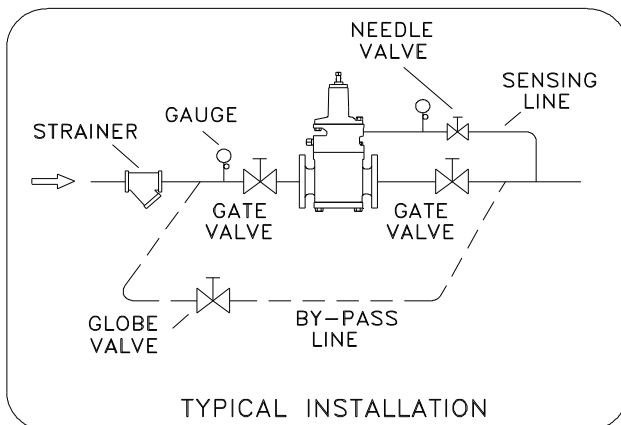 NEEDLE
VALVE
SENSING
LINE
GAUGE
STRAINER
GATE
VALVE
GATE
VALVE
GLOBE
VALVE
BY-PASS
LINE
TYPICAL INSTALLATION